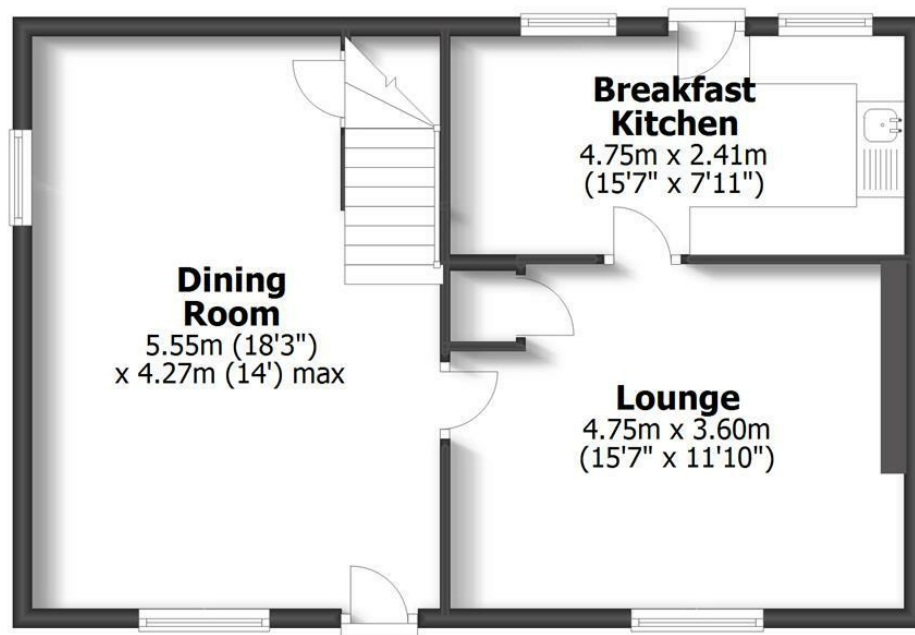 Breakfast
Kitchen
4.75m x 2.41m
(15'7" x 7'11")
Dining
Room
5.55m (18'3")
x 4.27m (14') max
Lounge
4.75m x 3.60m
(15'7" x 11'10")